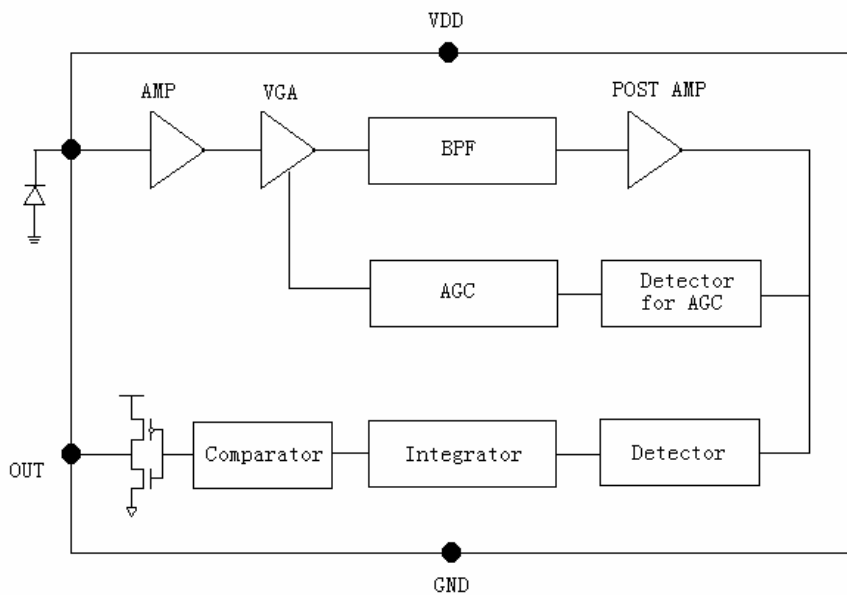 VDD
AMP
VGA
POST AMP
BPF
AGC
Detector
for AGC
Comparator
Integrator
Detector
OUT
GND